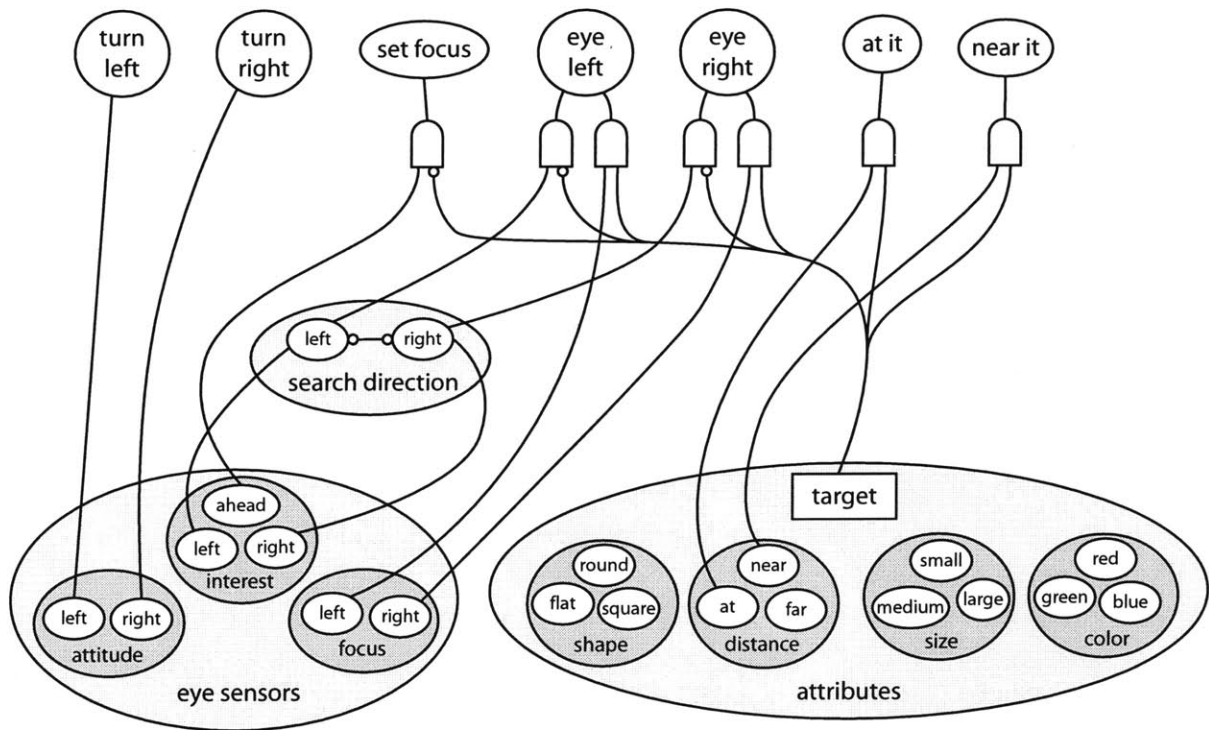 turn
left
turn
right
set focus
eye
left
eye
right
at it
near it
left
right
search direction
ahead
left
right
interest
left
right
attitude
left
right
focus
eye sensors
target
round
flat
square
shape
near
at
far
distance
small
medium
large
size
red
green
blue
color
attributes